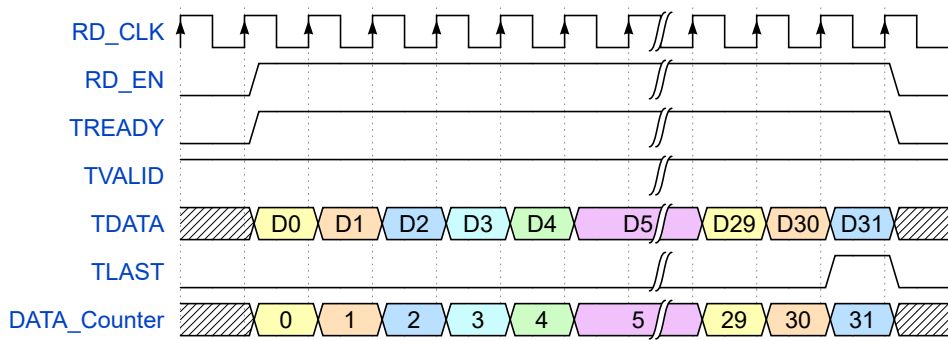 RD_CLK
RD_EN
TREADY
TVALID
TDATA D0 D1 D2 D3 D4 D5 D29 D30 D31
TLAST
DATA_Counter 0 1 2 3 4 5 29 30 31